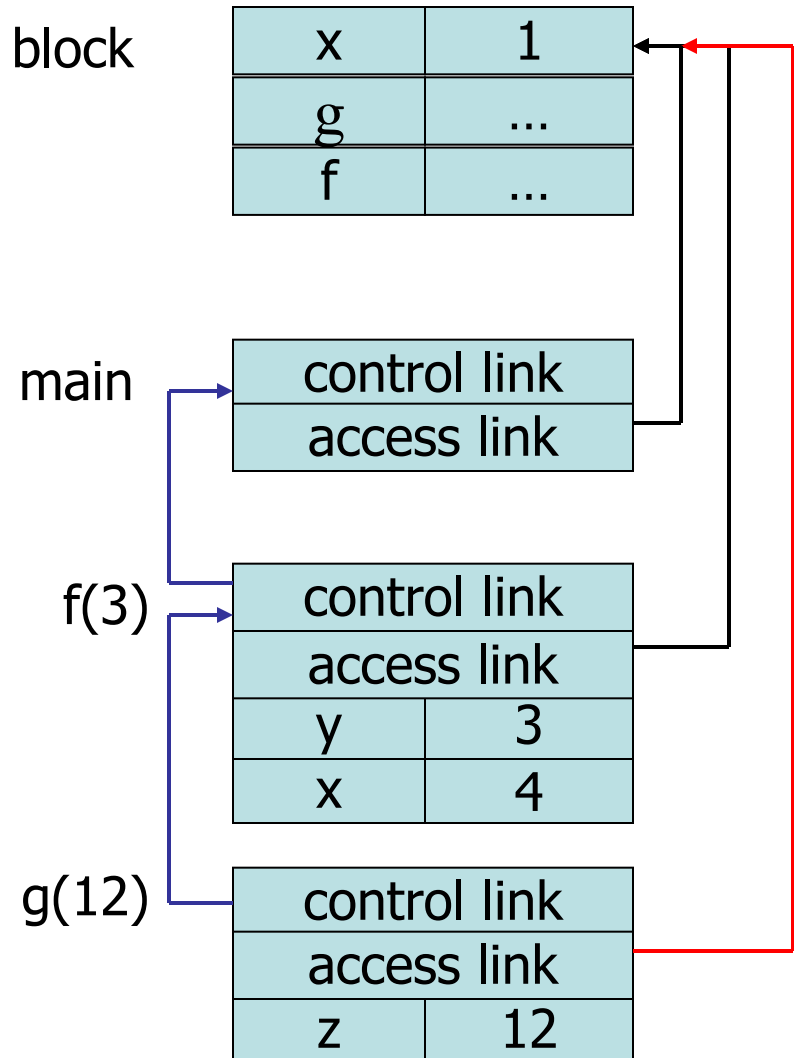 block
x 1
g ...
f ...
main
control link
access link
f(3)
control link
access link
y 3
x 4
g(12)
control link
access link
z 12